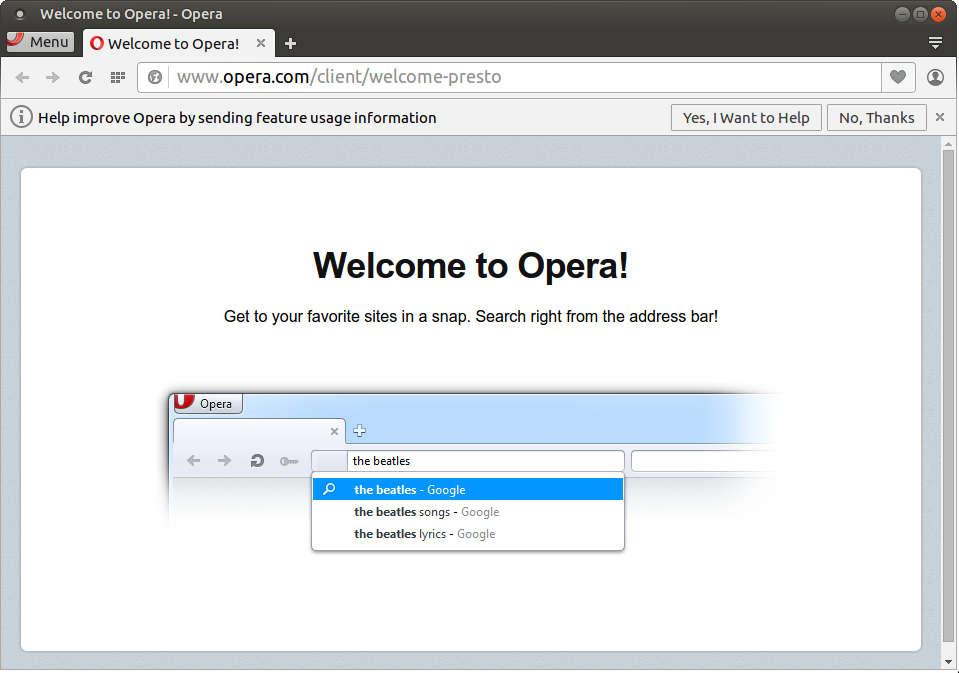 Welcome to Opera! - Opera
Menu
Welcome to Opera!
www.opera.com/client/welcome-presto
Help improve Opera by sending feature usage information
Yes, I Want to Help
No, Thanks
Welcome to Opera!
Get to your favorite sites in a snap. Search right from the address bar!
Opera
the beatles
the beatles - Google
the beatles songs - Google
the beatles lyrics - Google